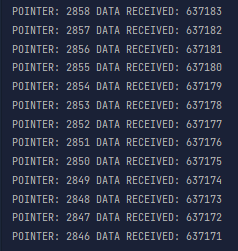 POINTER: 2858 DATA RECEIVED: 637183
POINTER: 2857 DATA RECEIVED: 637182
POINTER: 2856 DATA RECEIVED: 637181
POINTER: 2855 DATA RECEIVED: 637180
POINTER: 2854 DATA RECEIVED: 637179
POINTER: 2853 DATA RECEIVED: 637178
POINTER: 2852 DATA RECEIVED: 637177
POINTER: 2851 DATA RECEIVED: 637176
POINTER: 2850 DATA RECEIVED: 637175
POINTER: 2849 DATA RECEIVED: 637174
POINTER: 2848 DATA RECEIVED: 637173
POINTER: 2847 DATA RECEIVED: 637172
POINTER: 2846 DATA RECEIVED: 637171